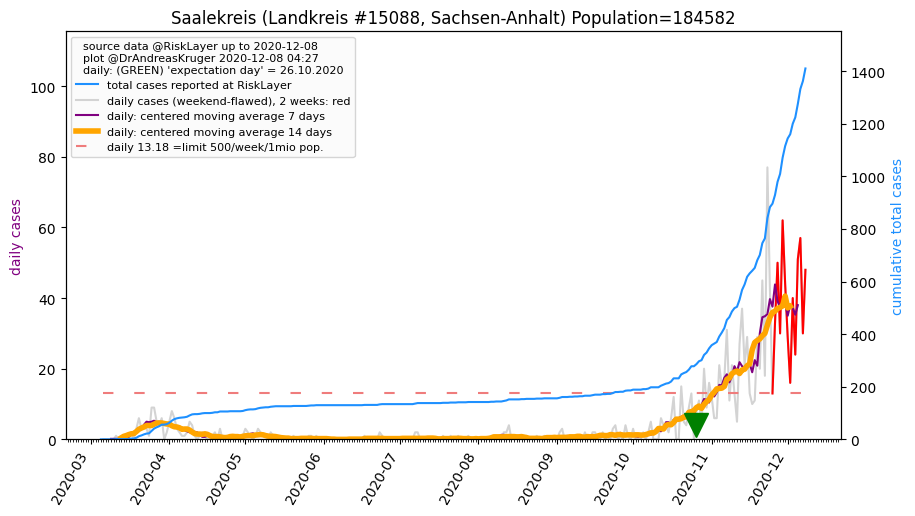 Saalekreis (Landkreis #15088, Sachsen-Anhalt) Population=184582
source data @RiskLayer up to 2020-12-08
plot @DrAndreasKruger 2020-12-08 04:27
daily: (GREEN) 'expectation day' = 26.10.2020
total cases reported at RiskLayer
daily cases (weekend-flawed), 2 weeks: red
daily: centered moving average 7 days
daily: centered moving average 14 days
daily 13.18 =limit 500/week/1mio pop.
daily cases
100
80
60
40
20
0
cumulative total cases
1400
1200
1000
800
600
400
200
0
2020-03
2020-04
2020-05
2020-06
2020-07
2020-08
2020-09
2020-10
2020-11
2020-12